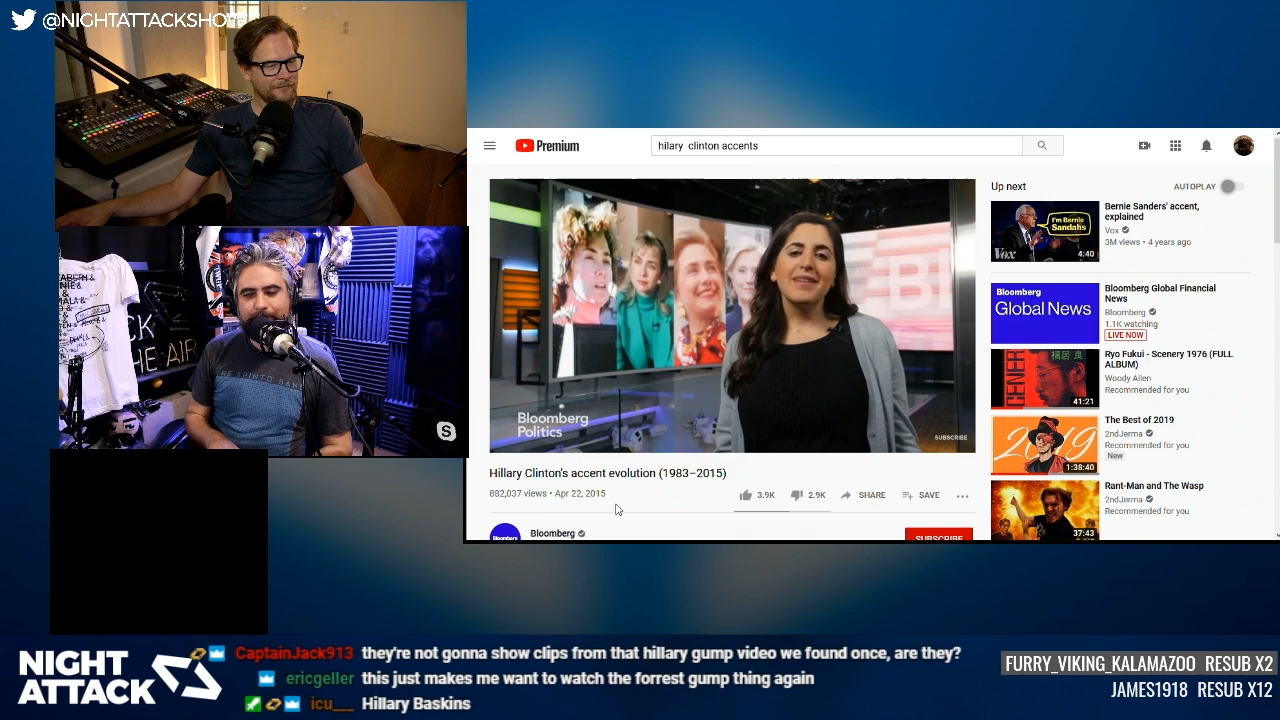 @NIGHTATTACKSHOW
Premium
hilary  clinton accents
Bloomberg
Politics
SUBSCRIBE
Hillary Clinton's accent evolution (1983–2015)
882,037 views • Apr 22, 2015
3.9K
2.9K
SHARE
SAVE
Bloomberg
SUBSCRIBE
Up next
AUTOPLAY
I'm Bernie
Sandahs
Vox
4:40
Bernie Sanders' accent,
explained
Vox
3M views • 4 years ago
Bloomberg
Global News
Bloomberg Global Financial
News
Bloomberg
1.1K watching
LIVE NOW
41:21
Ryo Fukui - Scenery 1976 (FULL
ALBUM)
Woody Allen
Recommended for you
2019
1:38:40
The Best of 2019
2ndJerma
Recommended for you
New
37:43
Rant-Man and The Wasp
2ndJerma
Recommended for you
NIGHT
ATTACK
CaptainJack913 they're not gonna show clips from that hillary gump video we found once, are they?
ericgeller this just makes me want to watch the forrest gump thing again
icu___ Hillary Baskins
FURRY_VIKING_KALAMAZOO RESUB X2
JAMES1918 RESUB X12